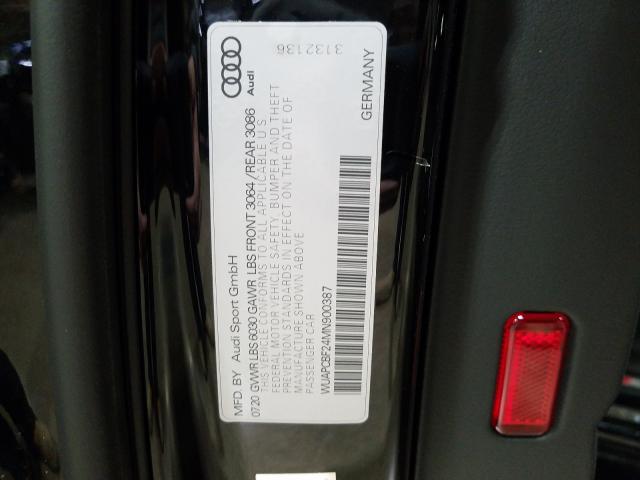 MFD. BY Audi Sport GmbH
0720 GVWR LBS 6030 GAWR LBS FRONT 3064 / REAR 3086
THIS VEHICLE CONFORMS TO ALL APPLICABLE U.S.
FEDERAL MOTOR VEHICLE SAFETY, BUMPER AND THEFT
PREVENTION STANDARDS IN EFFECT ON THE DATE OF
MANUFACTURE SHOWN ABOVE
PASSENGER CAR
WUAPCBF24MN900387
GERMANY
Audi
3132136